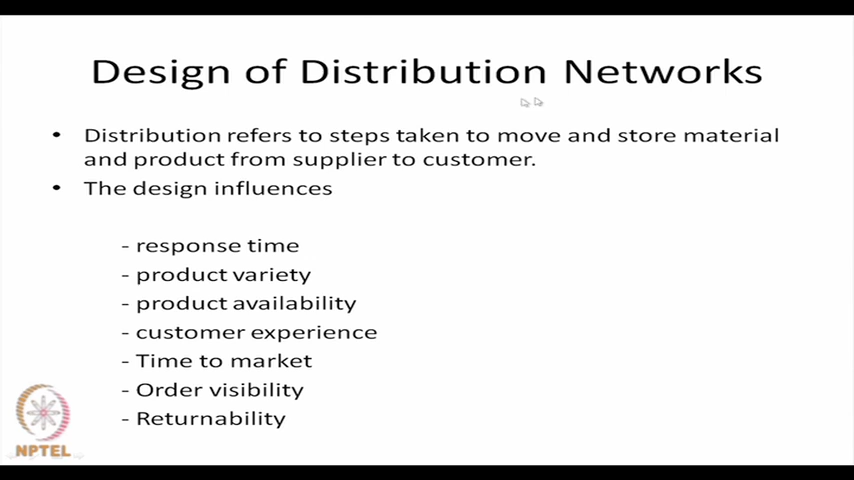 Design of Distribution Networks
• Distribution refers to steps taken to move and store material
and product from supplier to customer.
• The design influences
- response time
- product variety
- product availability
- customer experience
- Time to market
- Order visibility
- Returnability
NPTEL